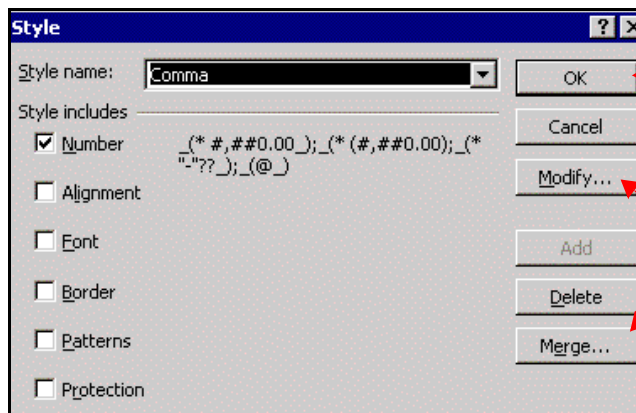 Style
Style name: Comma
OK
Style includes
Cancel
Number
_(* #,##0.00_);_(* (#,##0.00);_(*
"-"??_);_(@_)
Modify...
Alignment
Font
Add
Border
Delete
Patterns
Merge...
Protection